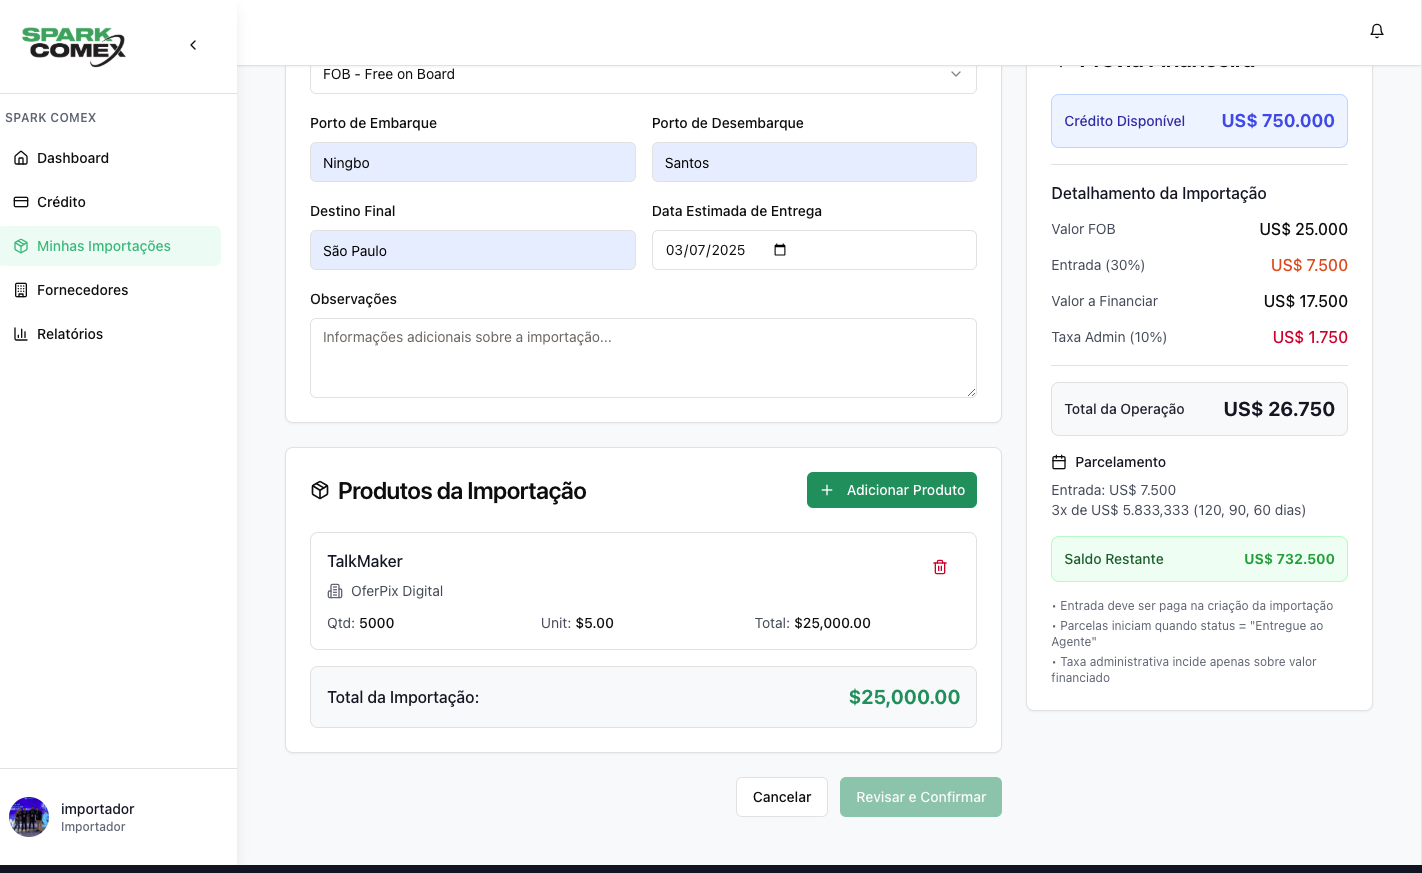 SPARK
COMEX
SPARK COMEX
Dashboard
Crédito
Minhas Importações
Fornecedores
Relatórios
importador
Importador
FOB - Free on Board
Porto de Embarque
Porto de Desembarque
Ningbo
Santos
Destino Final
Data Estimada de Entrega
São Paulo
03/07/2025
Observações
Informações adicionais sobre a importação...
Produtos da Importação
Adicionar Produto
TalkMaker
OferPix Digital
Qtd: 5000
Unit: $5.00
Total: $25,000.00
Total da Importação:
$25,000.00
Cancelar
Revisar e Confirmar
Crédito Disponível
US$ 750.000
Detalhamento da Importação
Valor FOB
US$ 25.000
Entrada (30%)
US$ 7.500
Valor a Financiar
US$ 17.500
Taxa Admin (10%)
US$ 1.750
Total da Operação
US$ 26.750
Parcelamento
Entrada: US$ 7.500
3x de US$ 5.833,333 (120, 90, 60 dias)
Saldo Restante
US$ 732.500
• Entrada deve ser paga na criação da importação
• Parcelas iniciam quando status = "Entregue ao
Agente"
• Taxa administrativa incide apenas sobre valor
financiado